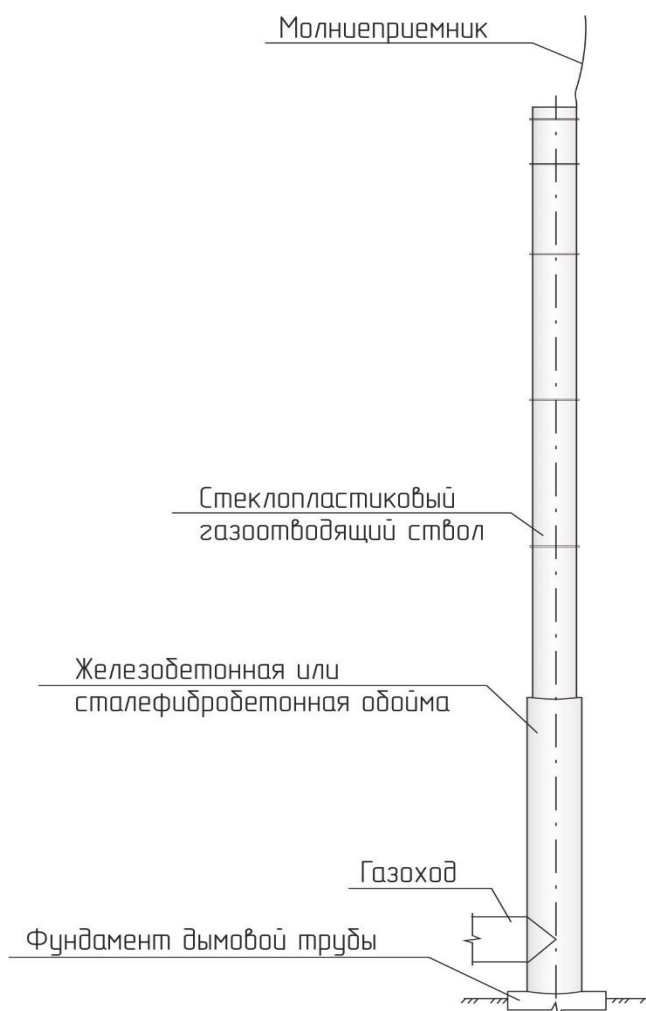 Молниеприемник
Стеклопластиковый
газоотводящий ствол
Железобетонная или
сталефибробетонная обойма
Газоход
Фундамент дымовой трубы